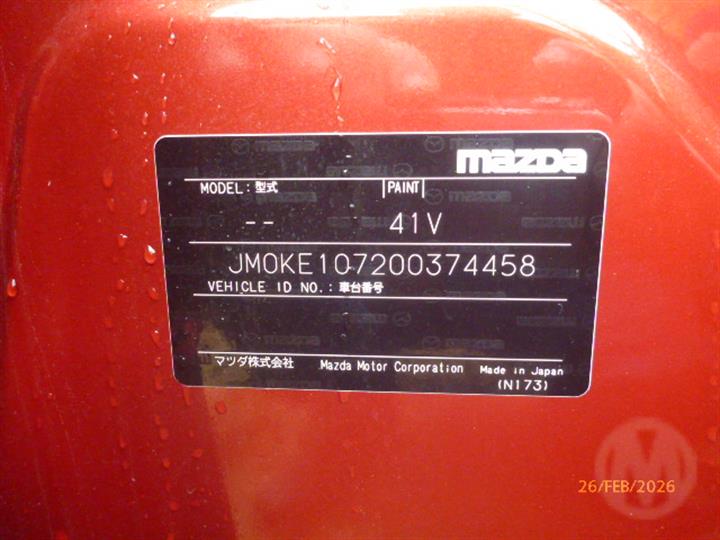 mazda
MODEL: 型式 PAINT
-- 41V
JM0KE107200374458
VEHICLE ID NO.: 車台番号
マツダ株式会社 Mazda Motor Corporation Made in Japan
(N173)
M
26/FEB/2026